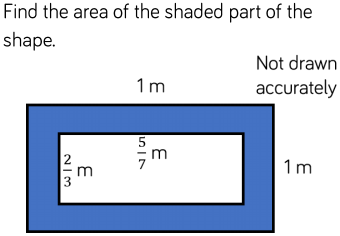 Find the area of the shaded part of the
shape.
Not drawn
accurately
1 m
5/7 m
2/3 m
1 m